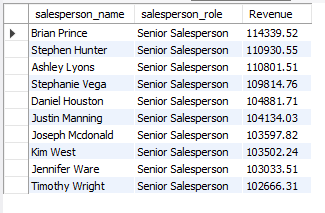 salesperson_name salesperson_role Revenue
Brian Prince Senior Salesperson 114339.52
Stephen Hunter Senior Salesperson 110930.55
Ashley Lyons Senior Salesperson 110801.51
Stephanie Vega Senior Salesperson 109814.76
Daniel Houston Senior Salesperson 104881.71
Justin Manning Senior Salesperson 104134.03
Joseph Mcdonald Senior Salesperson 103597.82
Kim West Senior Salesperson 103502.24
Jennifer Ware Senior Salesperson 103033.51
Timothy Wright Senior Salesperson 102666.31